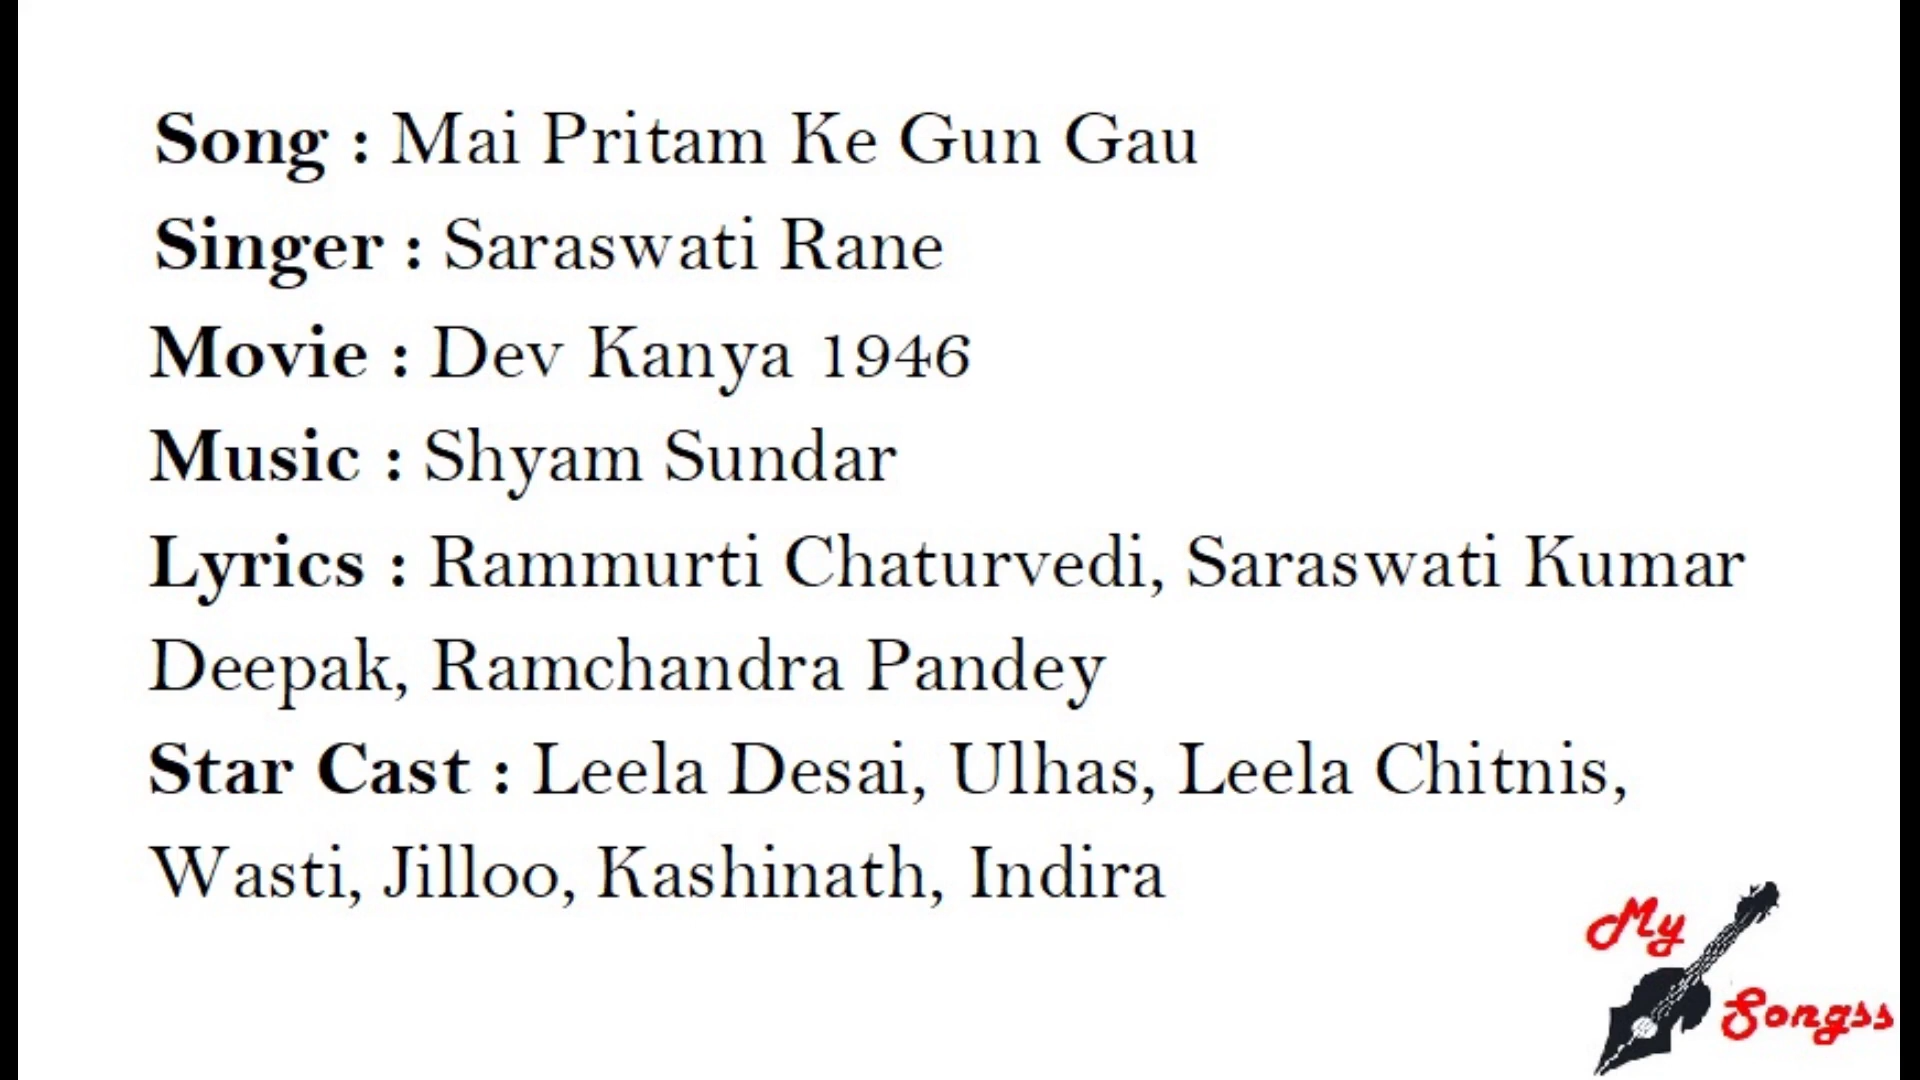 Song : Mai Pritam Ke Gun Gau
Singer : Saraswati Rane
Movie : Dev Kanya 1946
Music : Shyam Sundar
Lyrics : Rammurti Chaturvedi, Saraswati Kumar
Deepak, Ramchandra Pandey
Star Cast : Leela Desai, Ulhas, Leela Chitnis,
Wasti, Jilloo, Kashinath, Indira
My
Songss